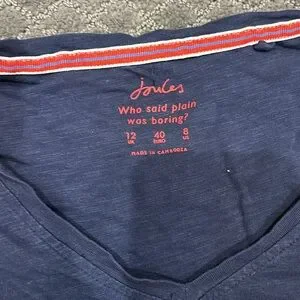 Joules
Who said plain
was boring?
12 40 8
UK EURO US
MADE IN CAMBODIA